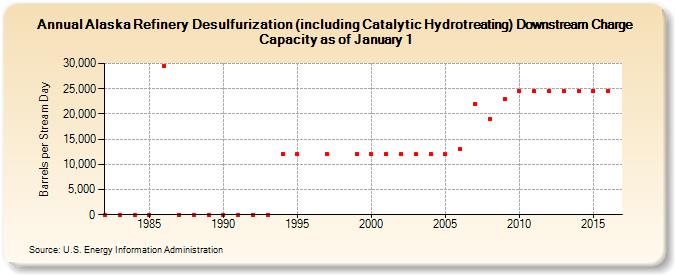 Annual Alaska Refinery Desulfurization (including Catalytic Hydrotreating) Downstream Charge
Capacity as of January 1
Barrels per Stream Day
30,000
25,000
20,000
15,000
10,000
5,000
0
1985 1990 1995 2000 2005 2010 2015
Source: U.S. Energy Information Administration